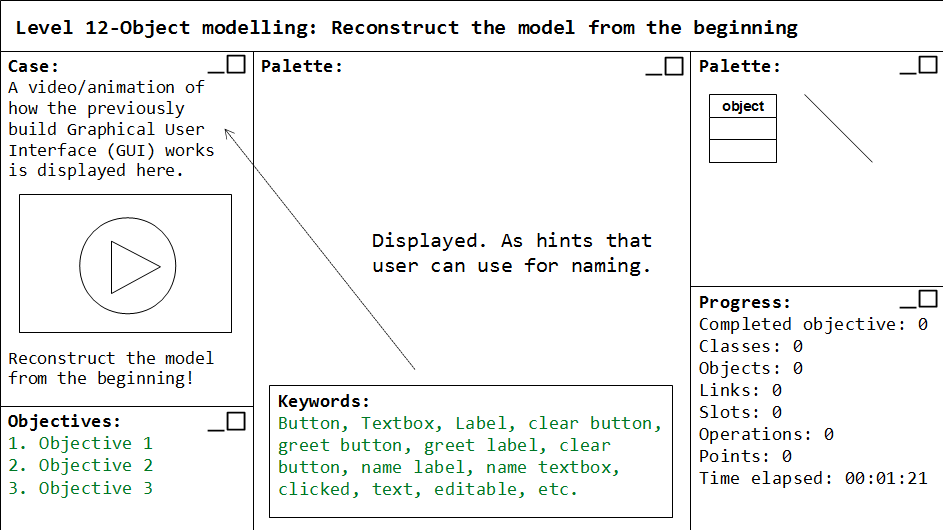 Level 12-Object modelling: Reconstruct the model from the beginning
Case:
A video/animation of
how the previously
build Graphical User
Interface (GUI) works
is displayed here.
Reconstruct the model
from the beginning!
Objectives:
1. Objective 1
2. Objective 2
3. Objective 3
Palette:
Displayed. As hints that
user can use for naming.
Keywords:
Button, Textbox, Label, clear button,
greet button, greet label, clear
button, name label, name textbox,
clicked, text, editable, etc.
Palette:
object
Progress:
Completed objective: 0
Classes: 0
Objects: 0
Links: 0
Slots: 0
Operations: 0
Points: 0
Time elapsed: 00:01:21